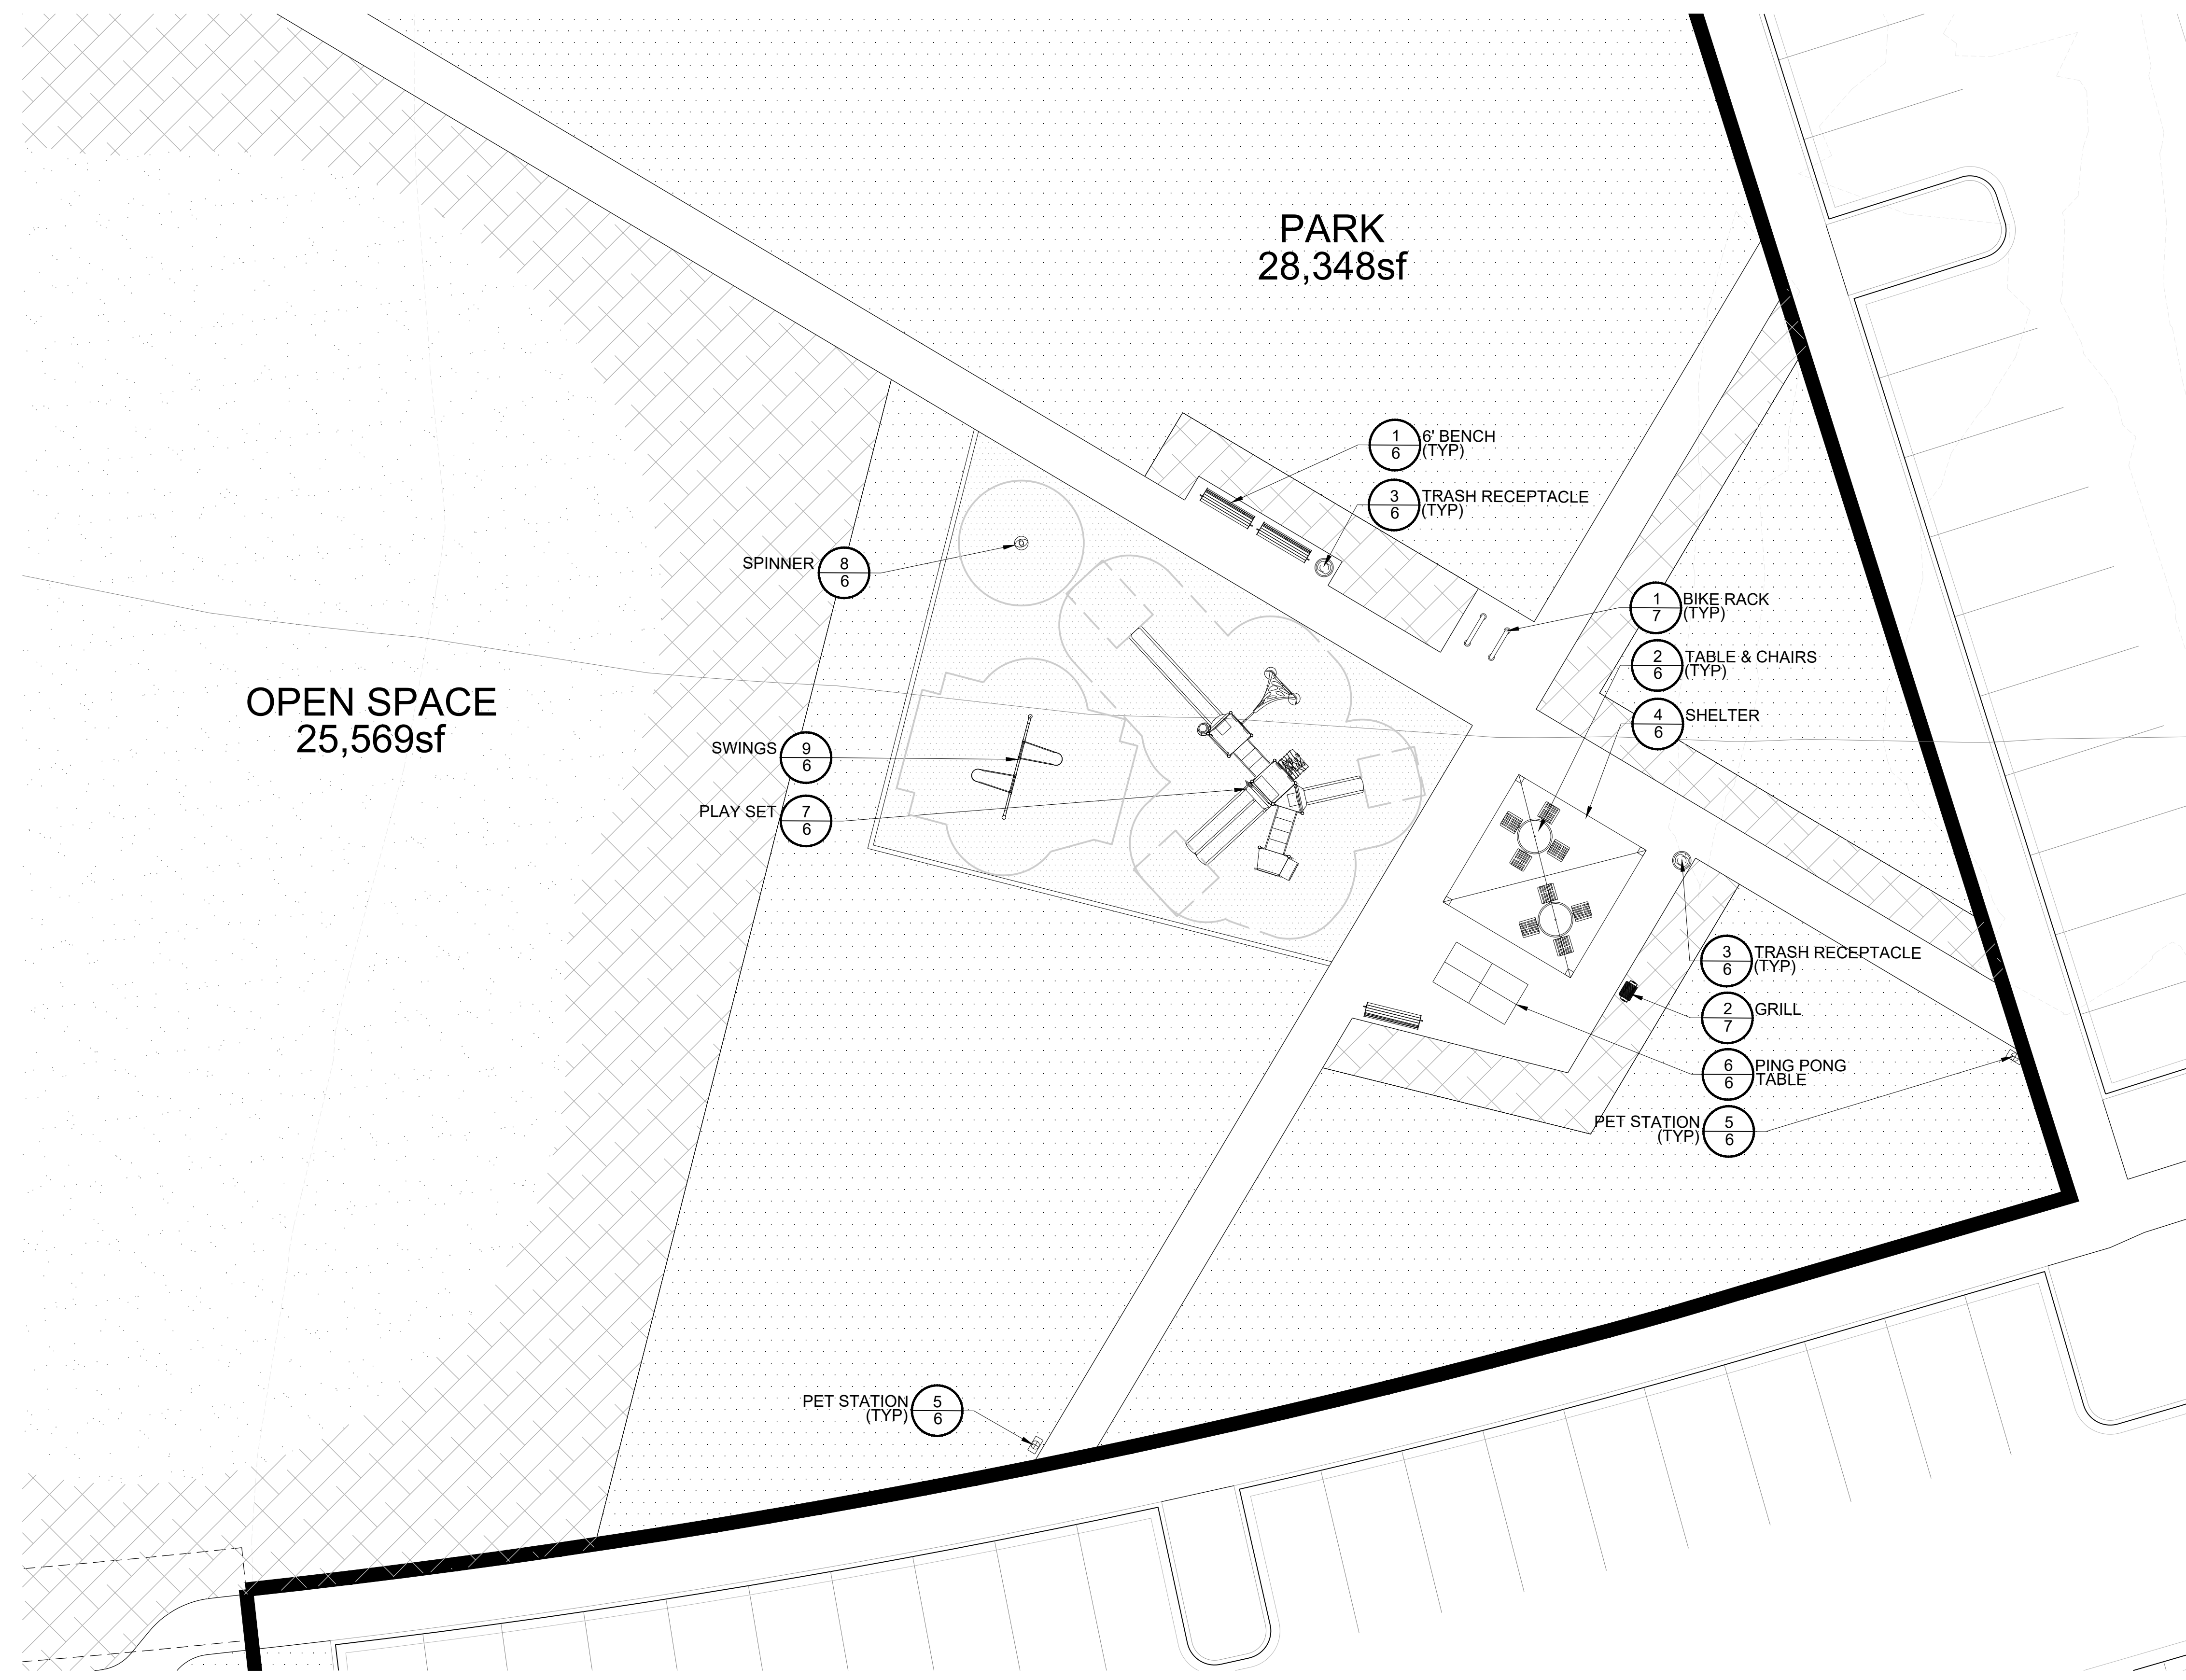 PARK
28,348sf
1
6
6' BENCH
(TYP)
3
6
TRASH RECEPTACLE
(TYP)
SPINNER
8
6
1
7
BIKE RACK
(TYP)
2
6
TABLE & CHAIRS
(TYP)
4
6
SHELTER
OPEN SPACE
25,569sf
SWINGS
9
6
PLAY SET
7
6
3
6
TRASH RECEPTACLE
(TYP)
2
7
GRILL
6
6
PING PONG
TABLE
PET STATION
(TYP)
5
6
PET STATION
(TYP)
5
6